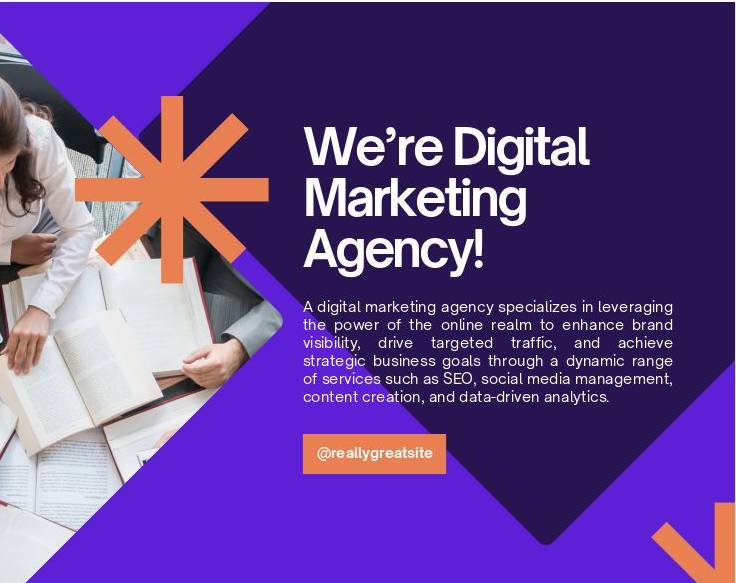 We’re Digital
Marketing
Agency!
A digital marketing agency specializes in leveraging
the power of the online realm to enhance brand
visibility, drive targeted traffic, and achieve
strategic business goals through a dynamic range
of services such as SEO, social media management,
content creation, and data-driven analytics.
@reallygreatsite